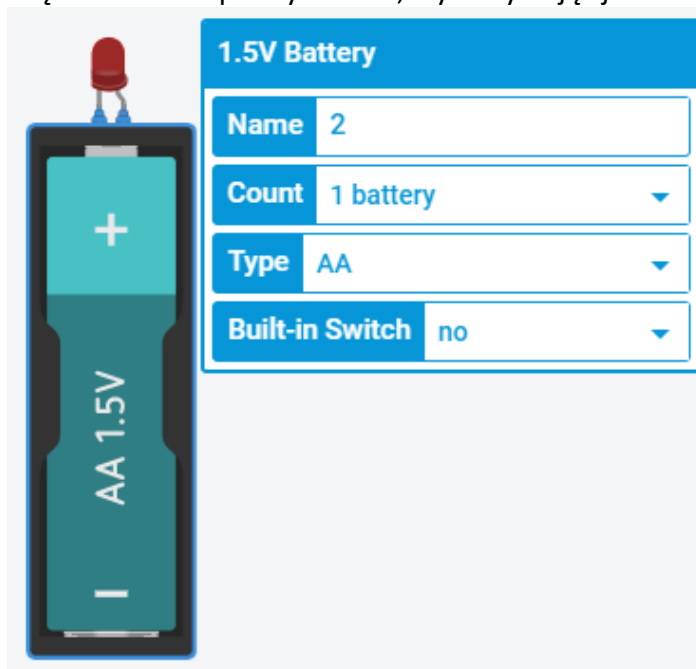 1.5V Battery
Name 2
Count 1 battery
Type AA
Built-in Switch no
+
AA 1.5V
–